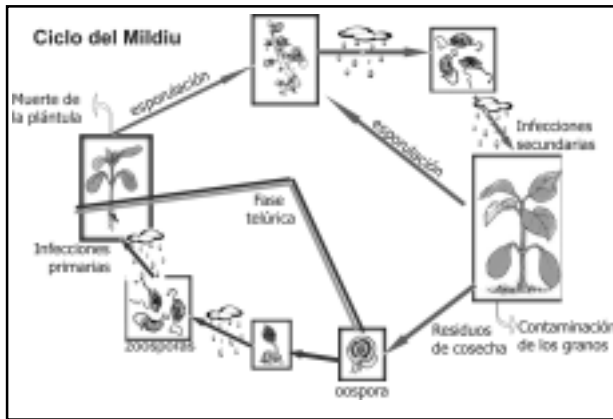 Ciclo del Mildiu
Muerte de
la plántula
esporulación
Infecciones
secundarias
esporulación
Fase
telúrica
Infecciones
primarias
zoosporas
oospora
Residuos
de cosecha
Contaminación
de los granos